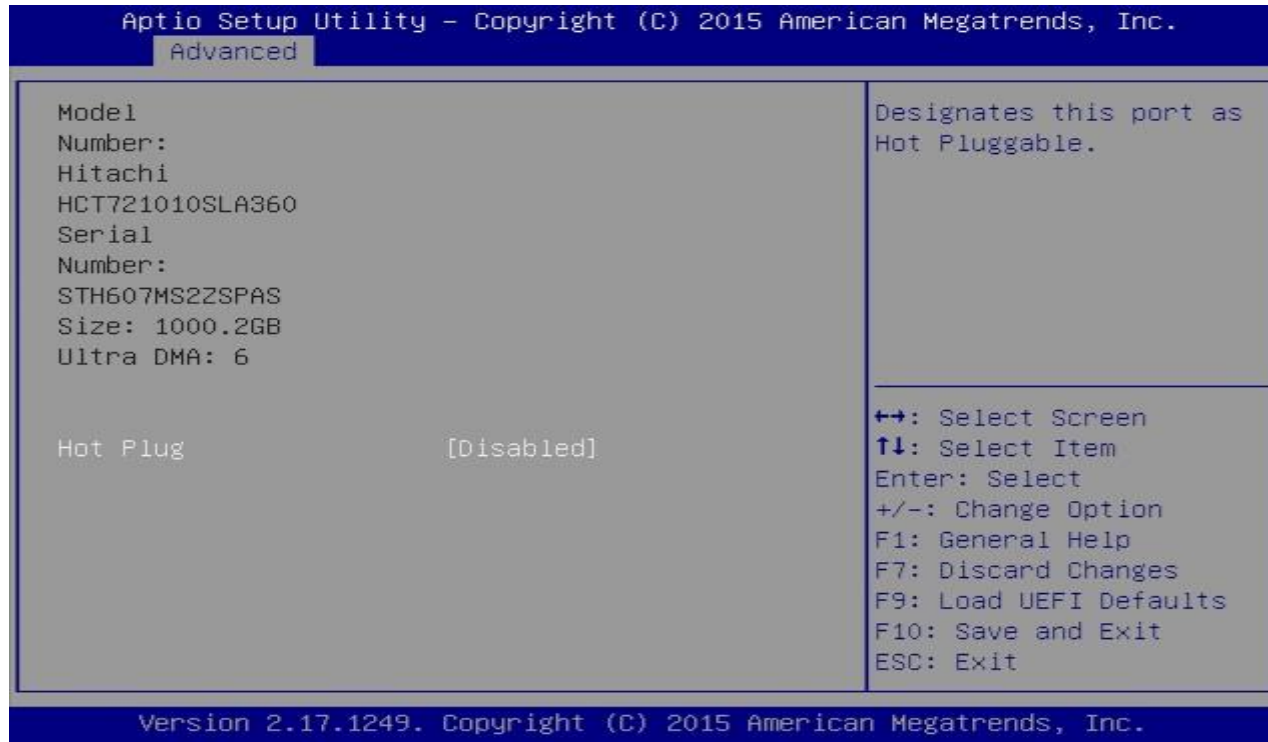 Aptio Setup Utility – Copyright (C) 2015 American Megatrends, Inc.
Advanced
Model
Number:
Hitachi
HCT721010SLA360
Serial
Number:
STH607MS2ZSPAS
Size: 1000.2GB
Ultra DMA: 6
Hot Plug [Disabled]
Designates this port as
Hot Pluggable.
↔: Select Screen
↑↓: Select Item
Enter: Select
+/-: Change Option
F1: General Help
F7: Discard Changes
F9: Load UEFI Defaults
F10: Save and Exit
ESC: Exit
Version 2.17.1249. Copyright (C) 2015 American Megatrends, Inc.